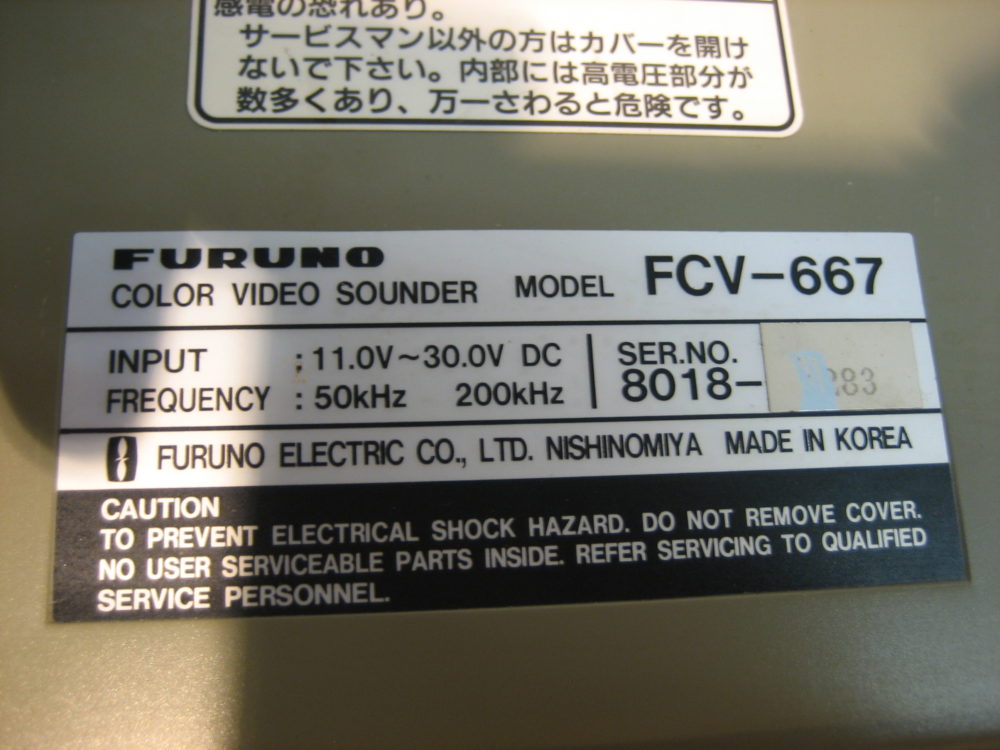 感電の恐れあり。
サービスマン以外の方はカバーを開け
ないで下さい。内部には高電圧部分が
数多くあり、万一さわると危険です。
FURUNO
COLOR VIDEO SOUNDER MODEL FCV-667
INPUT : 11.0V~30.0V DC
FREQUENCY : 50kHz 200kHz
SER.NO.
8018- 283
FURUNO ELECTRIC CO., LTD. NISHINOMIYA MADE IN KOREA
CAUTION
TO PREVENT ELECTRICAL SHOCK HAZARD. DO NOT REMOVE COVER.
NO USER SERVICEABLE PARTS INSIDE. REFER SERVICING TO QUALIFIED
SERVICE PERSONNEL.